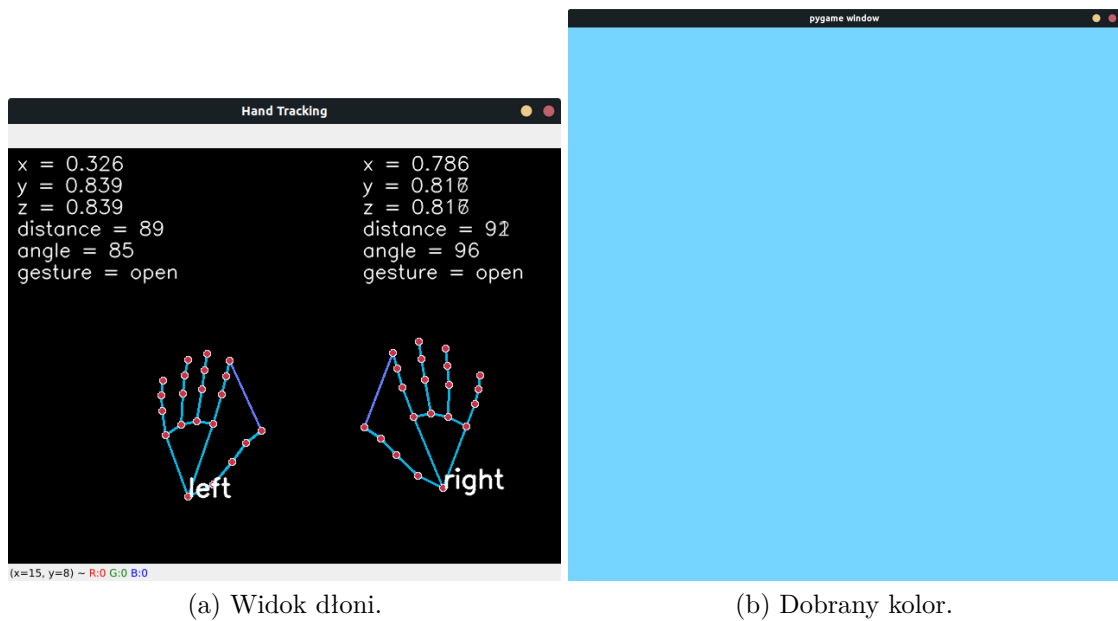 Hand Tracking
x = 0.326
y = 0.839
z = 0.839
distance = 89
angle = 85
gesture = open
x = 0.786
y =
z =
distance =
angle = 96
gesture = open
left
right
(x=15, y=8) ~ R:0 G:0 B:0
(a) Widok dłoni.
pygame window
(b) Dobrany kolor.